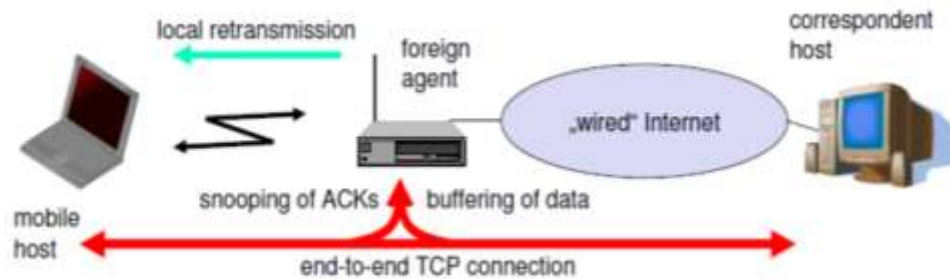 local retransmission
foreign
agent
correspondent
host
„wired“ Internet
snooping of ACKs
buffering of data
mobile
host
end-to-end TCP connection